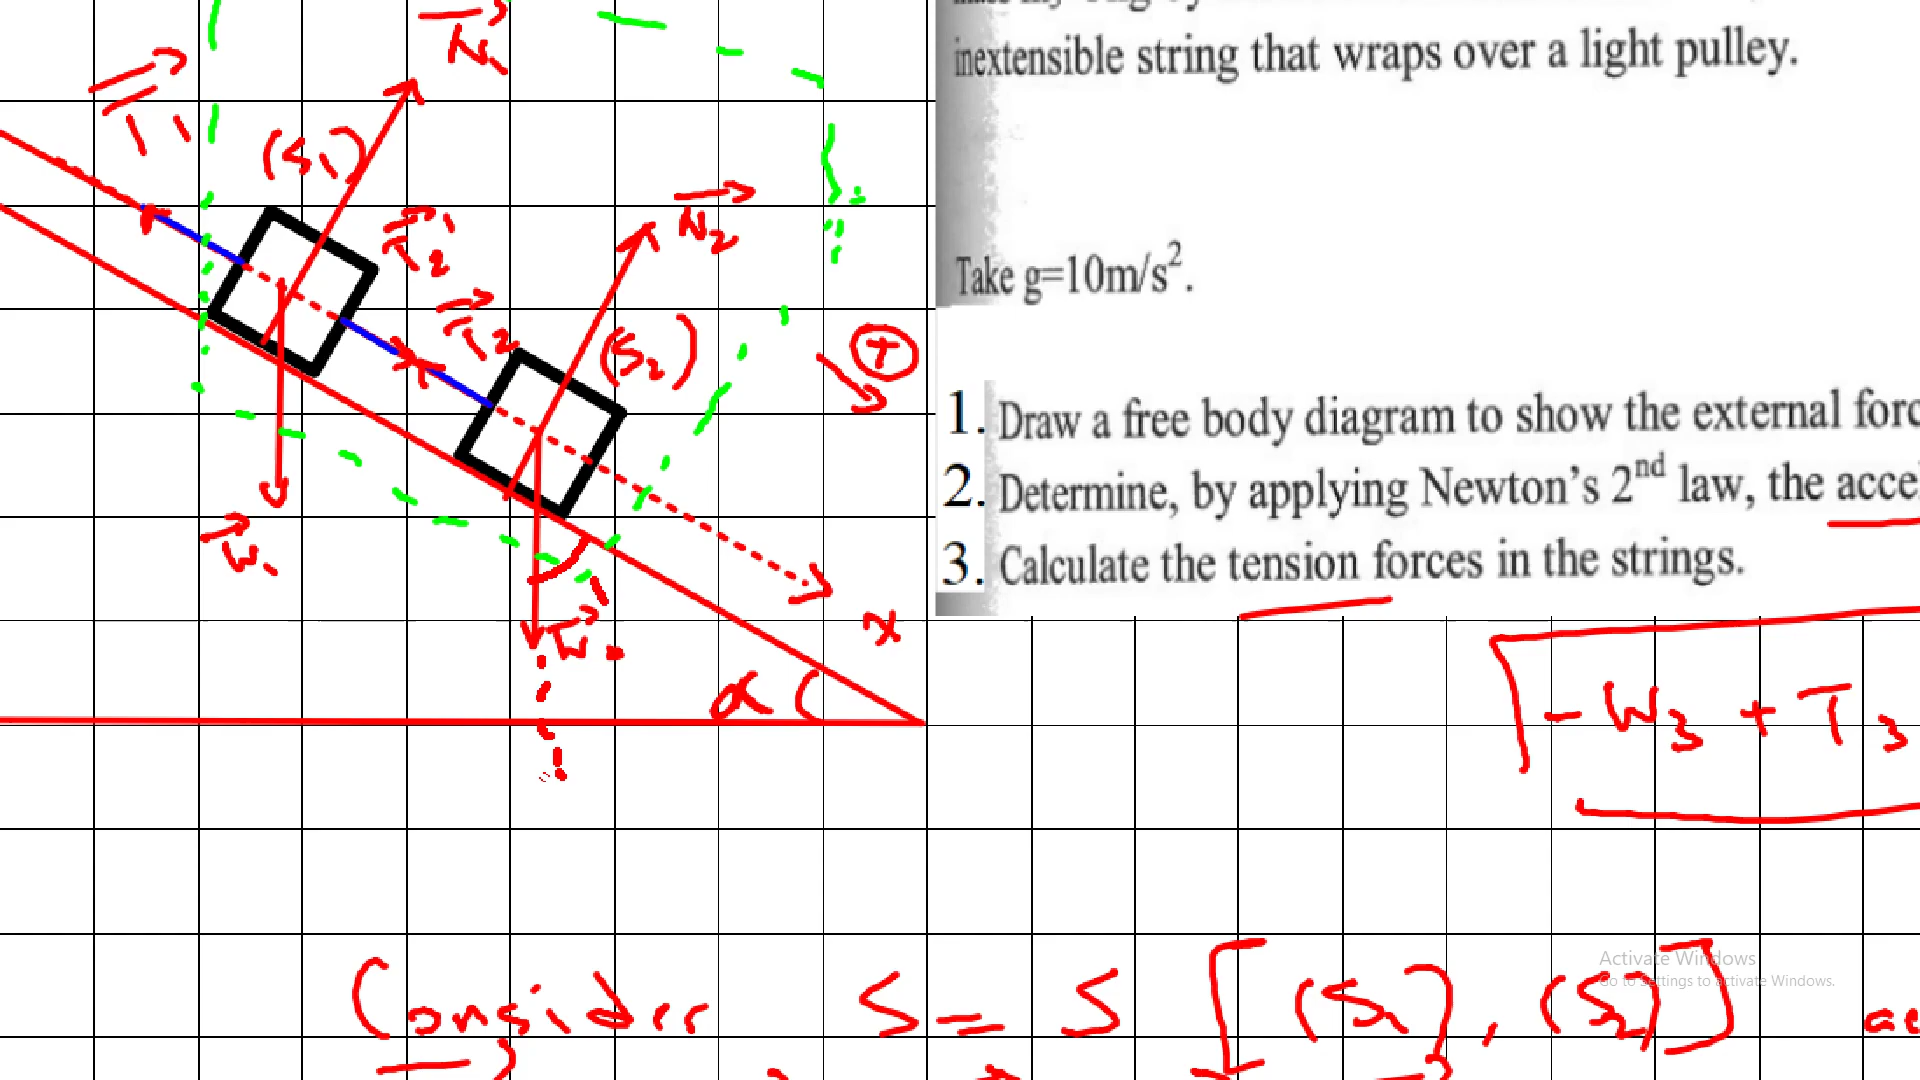 inextensible string that wraps over a light pulley.
Take g=10m/s².
1. Draw a free body diagram to show the external forc
2. Determine, by applying Newton's 2nd law, the acce
3. Calculate the tension forces in the strings.
N₁
T₁
(S₁)
T₂'
N₂
T₂
(S₂)
+
W₁
W₂
x
α
-W₃ + T₃
Activate Windows
Go to Settings to activate Windows.
Consider S = S [(S₁), (S₂)]